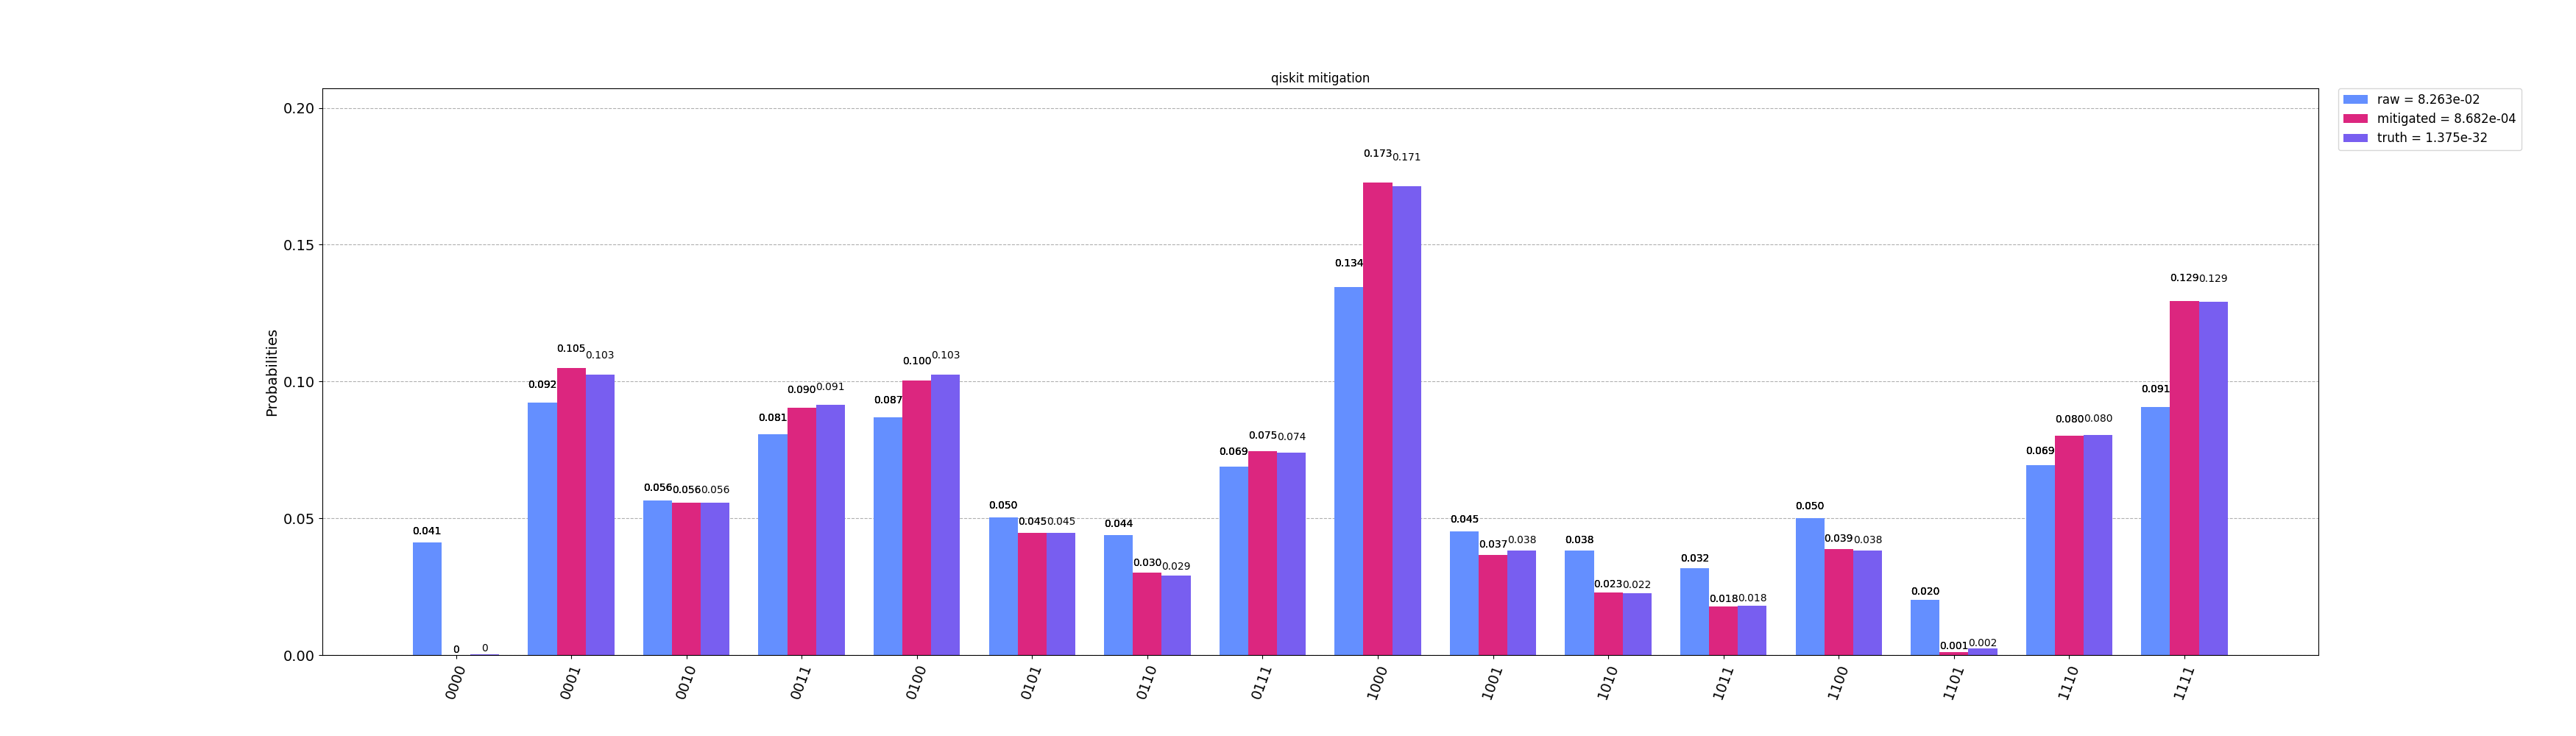 qiskit mitigation
raw = 8.263e-02
mitigated = 8.682e-04
truth = 1.375e-32
Probabilities
0.20
0.15
0.10
0.05
0.00
0.041 0 0
0.092 0.105 0.103
0.056 0.056 0.056
0.081 0.090 0.091
0.087 0.100 0.103
0.050 0.045 0.045
0.044 0.030 0.029
0.069 0.075 0.074
0.134 0.173 0.171
0.045 0.037 0.038
0.038 0.023 0.022
0.032 0.018 0.018
0.050 0.039 0.038
0.020 0.001 0.002
0.069 0.080 0.080
0.091 0.129 0.129
0000 0001 0010 0011 0100 0101 0110 0111 1000 1001 1010 1011 1100 1101 1110 1111